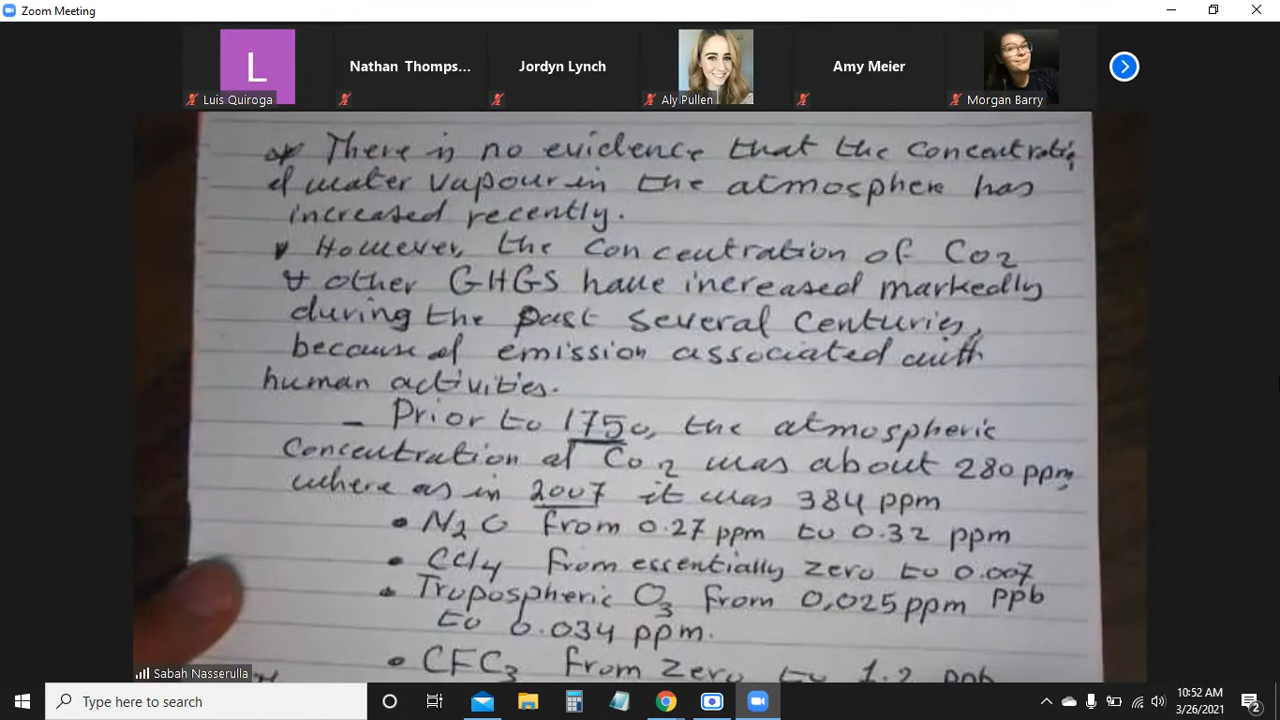 Zoom Meeting
L
Luis Quiroga
Nathan Thomps...
Jordyn Lynch
Aly Pullen
Amy Meier
Morgan Barry
There is no evidence that the concentratio
of water vapour in the atmosphere has
increased recently.
However, the concentration of CO2
& other GHGS have increased markedly
during the past several centuries,
because of emission associated with
human activities.
- Prior to 1750, the atmospheric
concentration of CO2 was about 280 ppm,
where as in 2007 it was 384 ppm
• N2O from 0.27 ppm to 0.32 ppm
• CCl4 from essentially zero to 0.007 ppb
• Tropospheric O3 from 0,025 ppm
to 0.034 ppm.
• CFC3 from zero to 1.2 ppb
Sabah Nasserulla
Type here to search
10:52 AM
3/26/2021
2